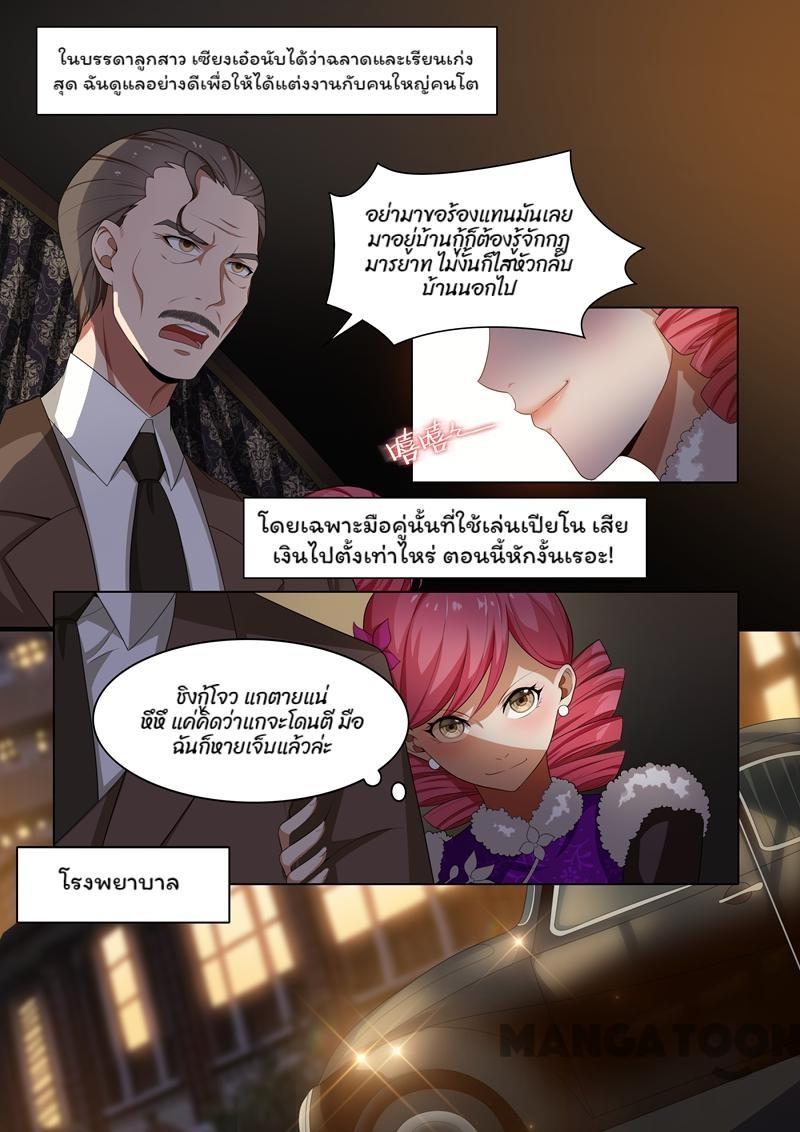 ในบรรดาลูกสาว เซียงเอ๋อนับได้ว่าฉลาดและเรียนเก่ง
สุด ฉันดูแลอย่างดีเพื่อให้ได้แต่งงานกับคนใหญ่คนโต
อย่ามาขอร้องแทนมันเลย
มาอยู่บ้านกูก็ต้องรู้จักกฎ
มารยาท ไม่งั้นก็ไสหัวกลับ
บ้านนอกไป
嘻嘻~
โดยเฉพาะมือคู่นั้นที่ใช้เล่นเปียโน เสีย
เงินไปตั้งเท่าไหร่ ตอนนี้หักงั้นเรอะ!
ชิงกู้โจว แกตายแน่
หึหึ แค่คิดว่าแกจะโดนตี มือ
ฉันก็หายเจ็บแล้วล่ะ
โรงพยาบาล
MANGATOON